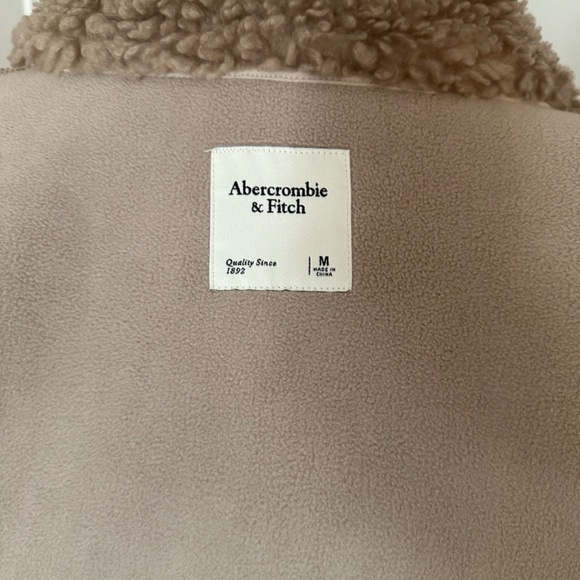 Abercrombie
& Fitch
Quality Since
1892
M
MADE IN
CHINA